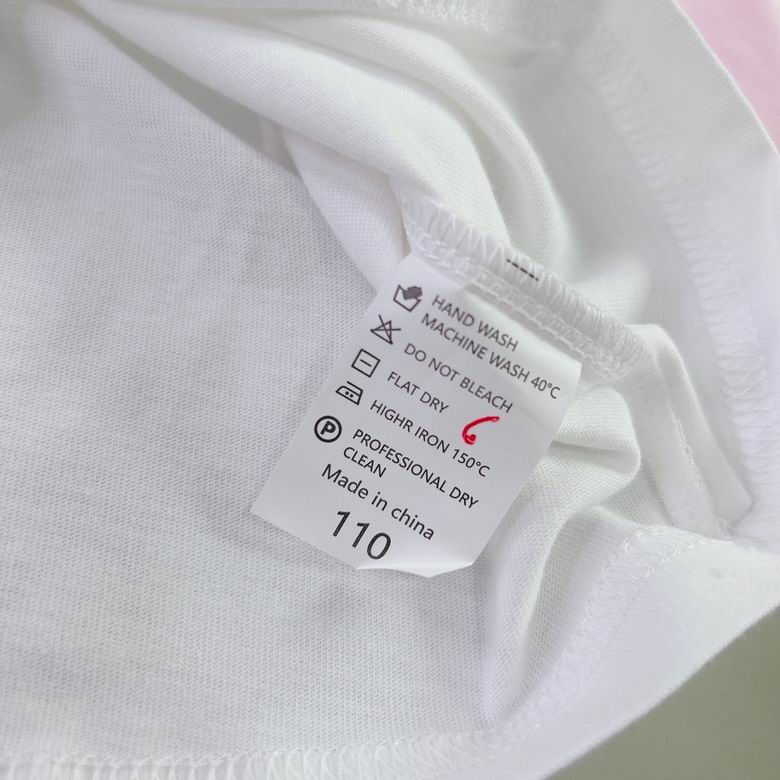 HAND WASH
MACHINE WASH 40°C
DO NOT BLEACH
FLAT DRY
HIGHR IRON 150°C
P PROFESSIONAL DRY
CLEAN
Made in china
110